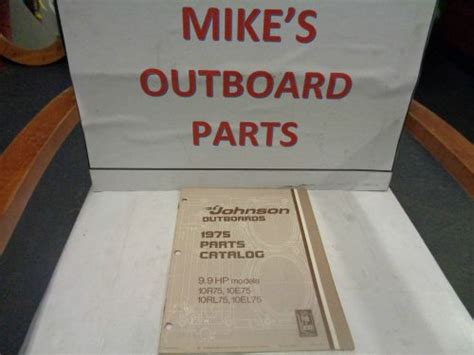 MIKE'S
OUTBOARD
PARTS
Johnson
OUTBOARDS
1975
PARTS
CATALOG
9.9 HP models
10R75, 10E75
10RL75, 10EL75